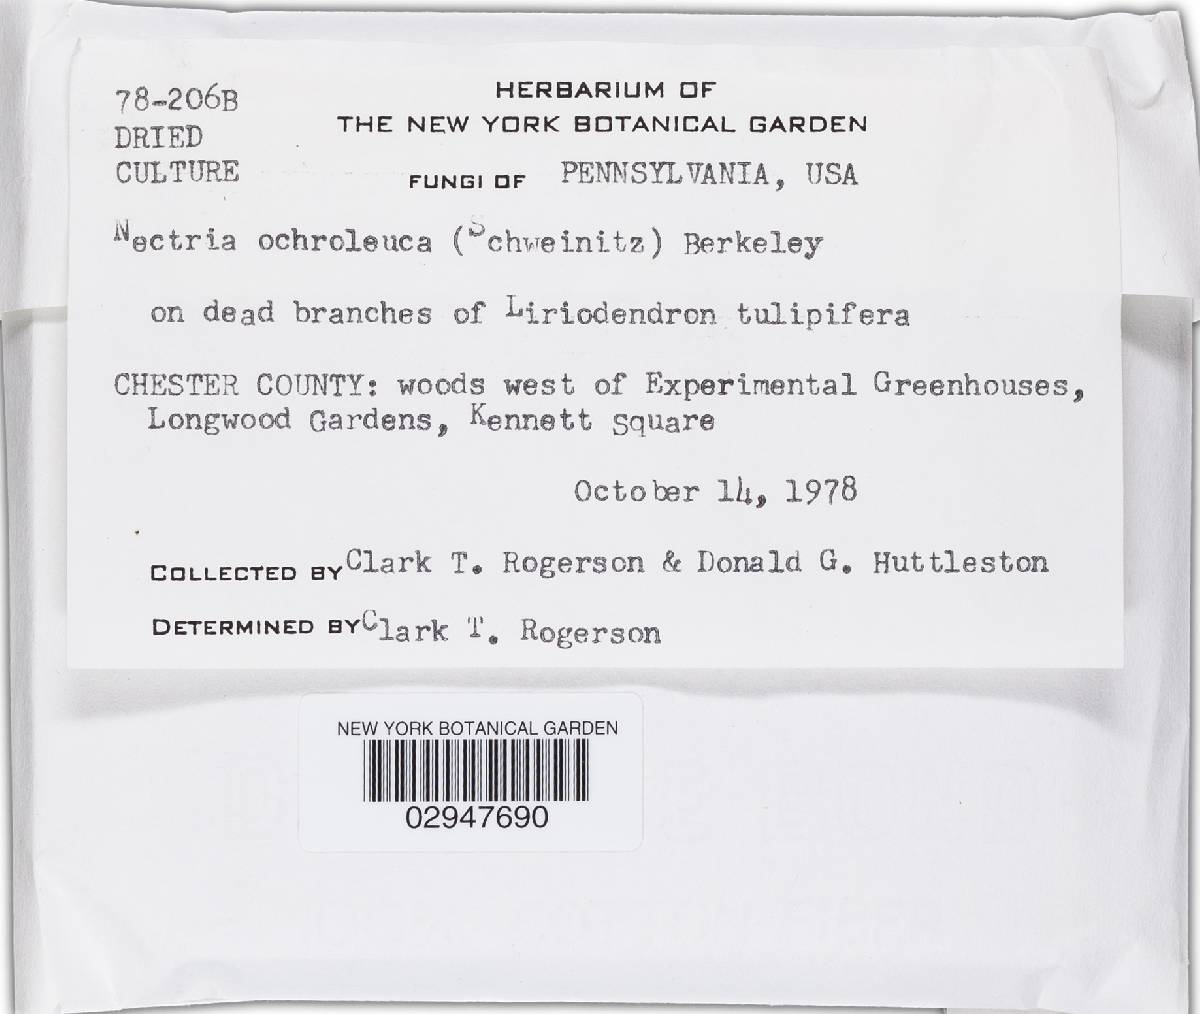 78-206B
DRIED
CULTURE
HERBARIUM OF
THE NEW YORK BOTANICAL GARDEN
FUNGI OF PENNSYLVANIA, USA
Nectria ochroleuca (Schweinitz) Berkeley
on dead branches of Liriodendron tulipifera
CHESTER COUNTY: woods west of Experimental Greenhouses,
Longwood Gardens, Kennett Square
October 14, 1978
COLLECTED BY Clark T. Rogerson & Donald G. Huttleston
DETERMINED BY Clark T. Rogerson
NEW YORK BOTANICAL GARDEN
02947690